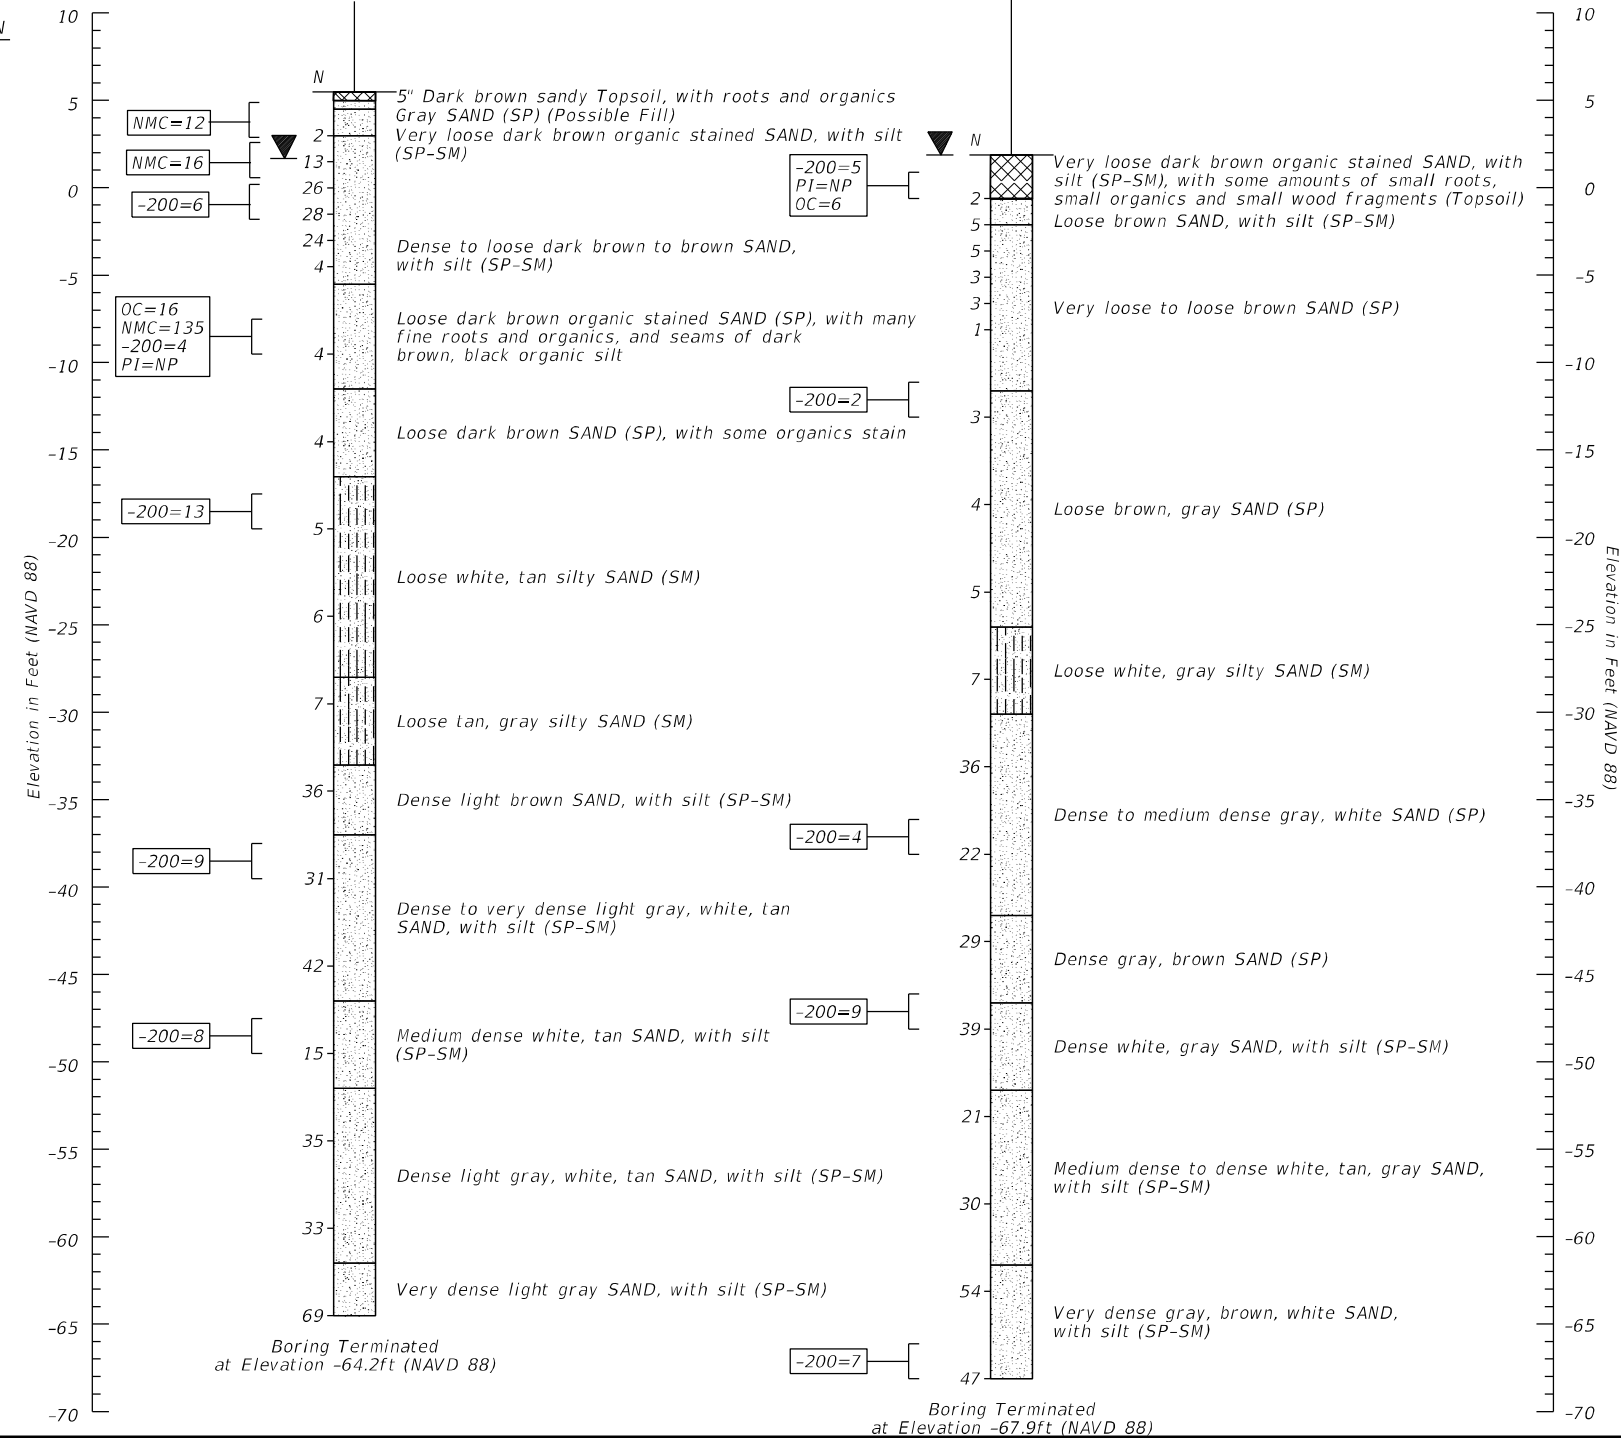 N
10
5
0
-5
-10
-15
-20
-25
-30
-35
-40
-45
-50
-55
-60
-65
-70
Elevation in Feet (NAVD 88)
NMC=12
NMC=16
-200=6
OC=16
NMC=135
-200=4
PI=NP
-200=13
-200=9
-200=8
N
2
13
26
28
24
4
4
4
5
6
7
36
31
42
15
35
33
69
5" Dark brown sandy Topsoil, with roots and organics
Gray SAND (SP) (Possible Fill)
Very loose dark brown organic stained SAND, with silt
(SP-SM)
Dense to loose dark brown to brown SAND,
with silt (SP-SM)
Loose dark brown organic stained SAND (SP), with many
fine roots and organics, and seams of dark
brown, black organic silt
Loose dark brown SAND (SP), with some organics stain
Loose white, tan silty SAND (SM)
Loose tan, gray silty SAND (SM)
Dense light brown SAND, with silt (SP-SM)
Dense to very dense light gray, white, tan
SAND, with silt (SP-SM)
Medium dense white, tan SAND, with silt
(SP-SM)
Dense light gray, white, tan SAND, with silt (SP-SM)
Very dense light gray SAND, with silt (SP-SM)
Boring Terminated
at Elevation -64.2ft (NAVD 88)
-200=5
PI=NP
OC=6
-200=2
-200=4
-200=9
-200=7
N
2
5
5
3
3
1
3
4
5
7
36
22
29
39
21
30
54
47
Very loose dark brown organic stained SAND, with
silt (SP-SM), with some amounts of small roots,
small organics and small wood fragments (Topsoil)
Loose brown SAND, with silt (SP-SM)
Very loose to loose brown SAND (SP)
Loose brown, gray SAND (SP)
Loose white, gray silty SAND (SM)
Dense to medium dense gray, white SAND (SP)
Dense gray, brown SAND (SP)
Dense white, gray SAND, with silt (SP-SM)
Medium dense to dense white, tan, gray SAND,
with silt (SP-SM)
Very dense gray, brown, white SAND,
with silt (SP-SM)
Boring Terminated
at Elevation -67.9ft (NAVD 88)
10
5
0
-5
-10
-15
-20
-25
-30
-35
-40
-45
-50
-55
-60
-65
-70
Elevation in Feet (NAVD 88)